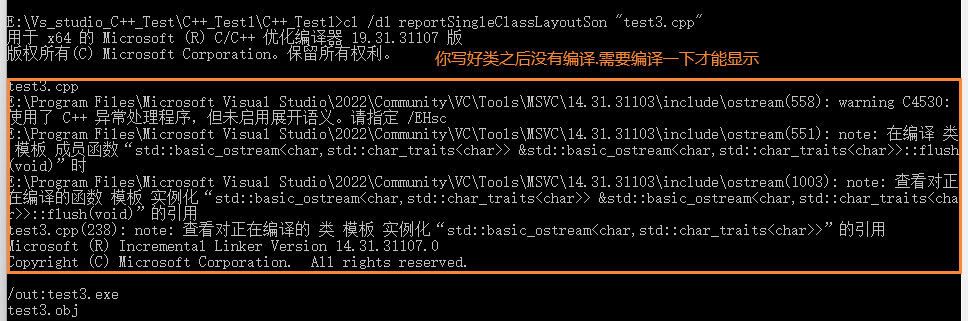 E:\Vs_studio_C++_Test\C++_Test1\C++_Test1>cl /d1 reportSingleClassLayoutSon "test3.cpp"
用于 x64 的 Microsoft (R) C/C++ 优化编译器 19.31.31107 版
版权所有(C) Microsoft Corporation。保留所有权利。
你写好类之后没有编译.需要编译一下才能显示
test3.cpp
E:\Program Files\Microsoft Visual Studio\2022\Community\VC\Tools\MSVC\14.31.31103\include\ostream(558): warning C4530:
使用了 C++ 异常处理程序，但未启用展开语义。请指定 /EHsc
E:\Program Files\Microsoft Visual Studio\2022\Community\VC\Tools\MSVC\14.31.31103\include\ostream(551): note: 在编译 类
模板 成员函数“std::basic_ostream<char,std::char_traits<char>> &std::basic_ostream<char,std::char_traits<char>>::flush
(void)”时
E:\Program Files\Microsoft Visual Studio\2022\Community\VC\Tools\MSVC\14.31.31103\include\ostream(1003): note: 查看对正
在编译的函数 模板 实例化“std::basic_ostream<char,std::char_traits<char>> &std::basic_ostream<char,std::char_traits<cha
r>>::flush(void)”的引用
test3.cpp(238): note: 查看对正在编译的 类 模板 实例化“std::basic_ostream<char,std::char_traits<char>>”的引用
Microsoft (R) Incremental Linker Version 14.31.31107.0
Copyright (C) Microsoft Corporation.  All rights reserved.
/out:test3.exe
test3.obj